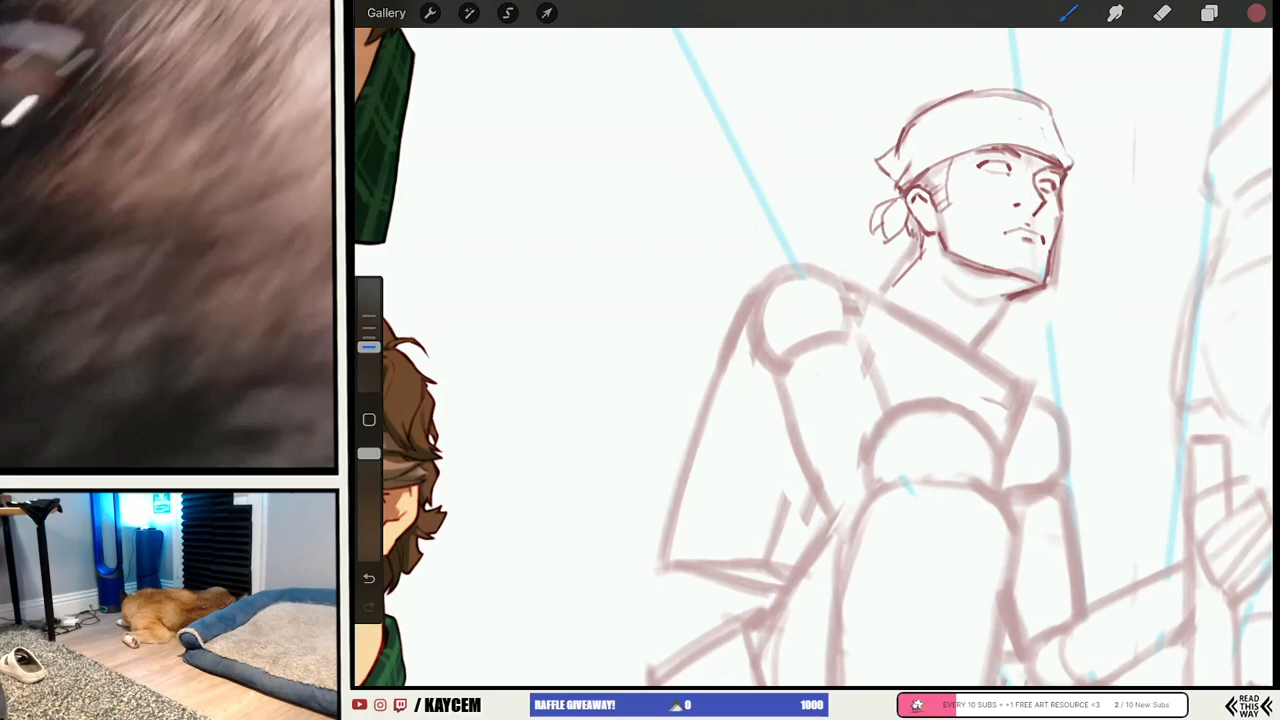 Gallery
/ KAYCEM
RAFFLE GIVEAWAY!
0
1000
EVERY 10 SUBS = +1 FREE ART RESOURCE <3
2 / 10 New Subs
READ
THIS
WAY